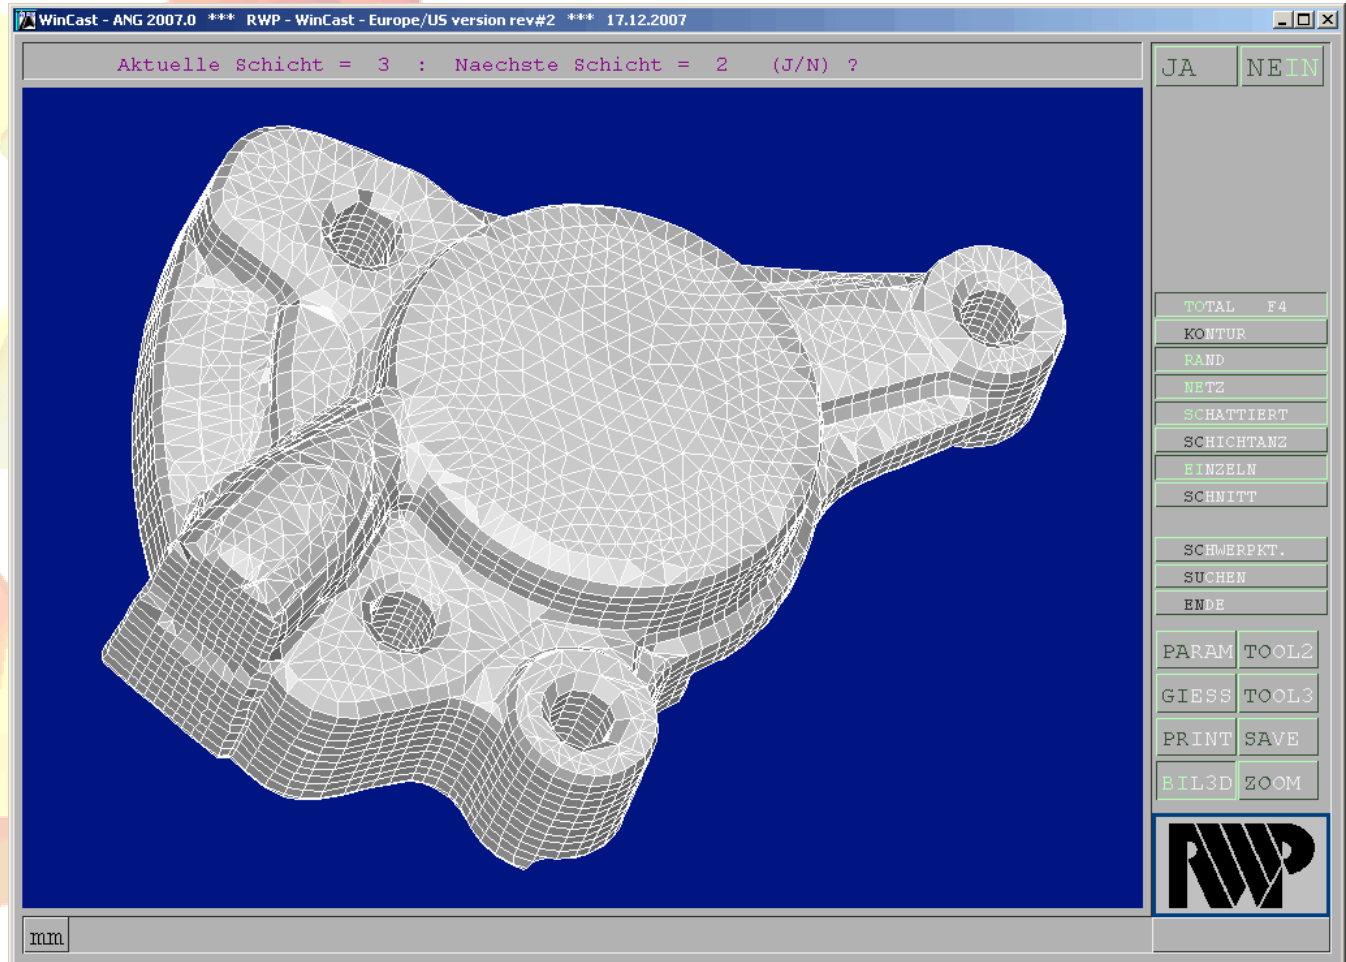 WinCast - ANG 2007.0 *** RWP - WinCast - Europe/US version rev#2 *** 17.12.2007
Aktuelle Schicht = 3 : Naechste Schicht = 2 (J/N) ?
JA NEIN
TOTAL F4
KONTUR
RAND
NETZ
SCHATTIERT
SCHICHTANZ
EINZELN
SCHNITT
SCHWERPKT.
SUCHEN
ENDE
PARAM TOOL2
GIESS TOOL3
PRINT SAVE
BIL3D ZOOM
RWP
mm